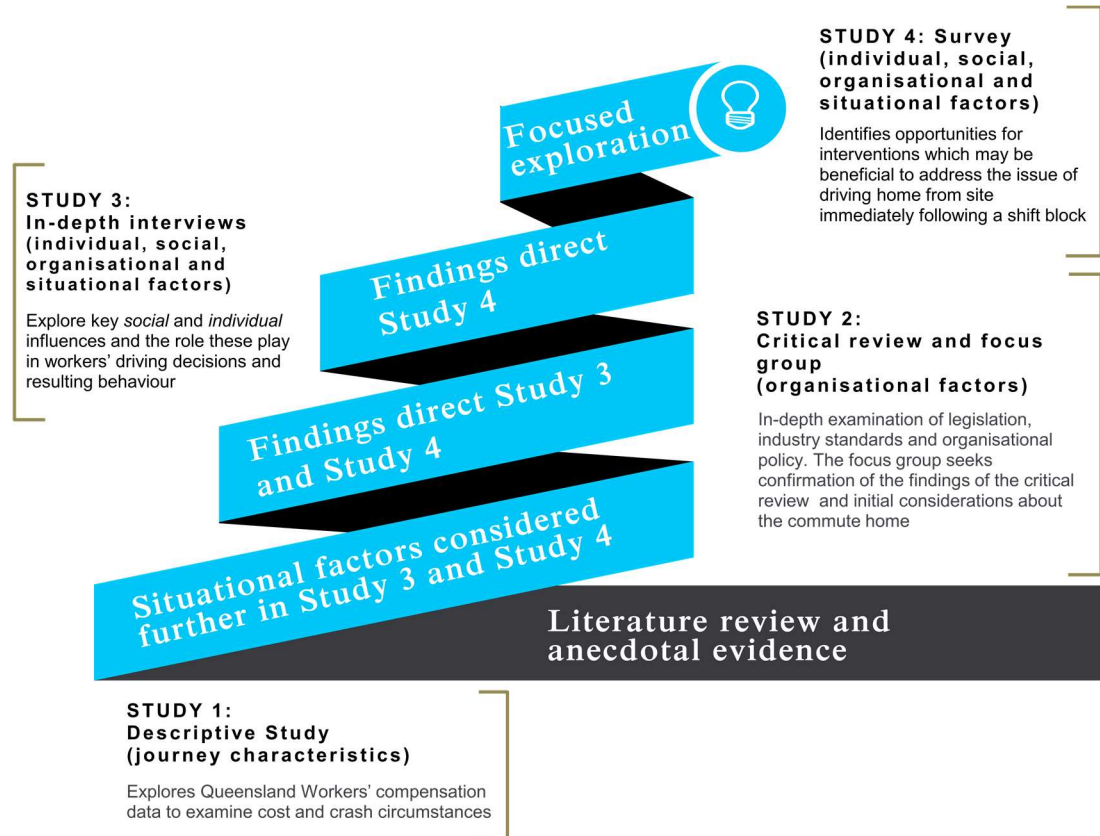 STUDY 4: Survey
(individual, social,
organisational and
situational factors)
Identifies opportunities for
interventions which may be
beneficial to address the issue of
driving home from site
immediately following a shift block
Focused
exploration
STUDY 3:
In-depth interviews
(individual, social,
organisational and
situational factors)
Explore key social and individual
influences and the role these play
in workers’ driving decisions and
resulting behaviour
Findings direct
Study 4
STUDY 2:
Critical review and focus
group
(organisational factors)
In-depth examination of legislation,
industry standards and organisational
policy. The focus group seeks
confirmation of the findings of the critical
review and initial considerations about
the commute home
Findings direct Study 3
and Study 4
Situational factors considered
further in Study 3 and Study 4
Literature review and
anecdotal evidence
STUDY 1:
Descriptive Study
(journey characteristics)
Explores Queensland Workers’ compensation
data to examine cost and crash circumstances